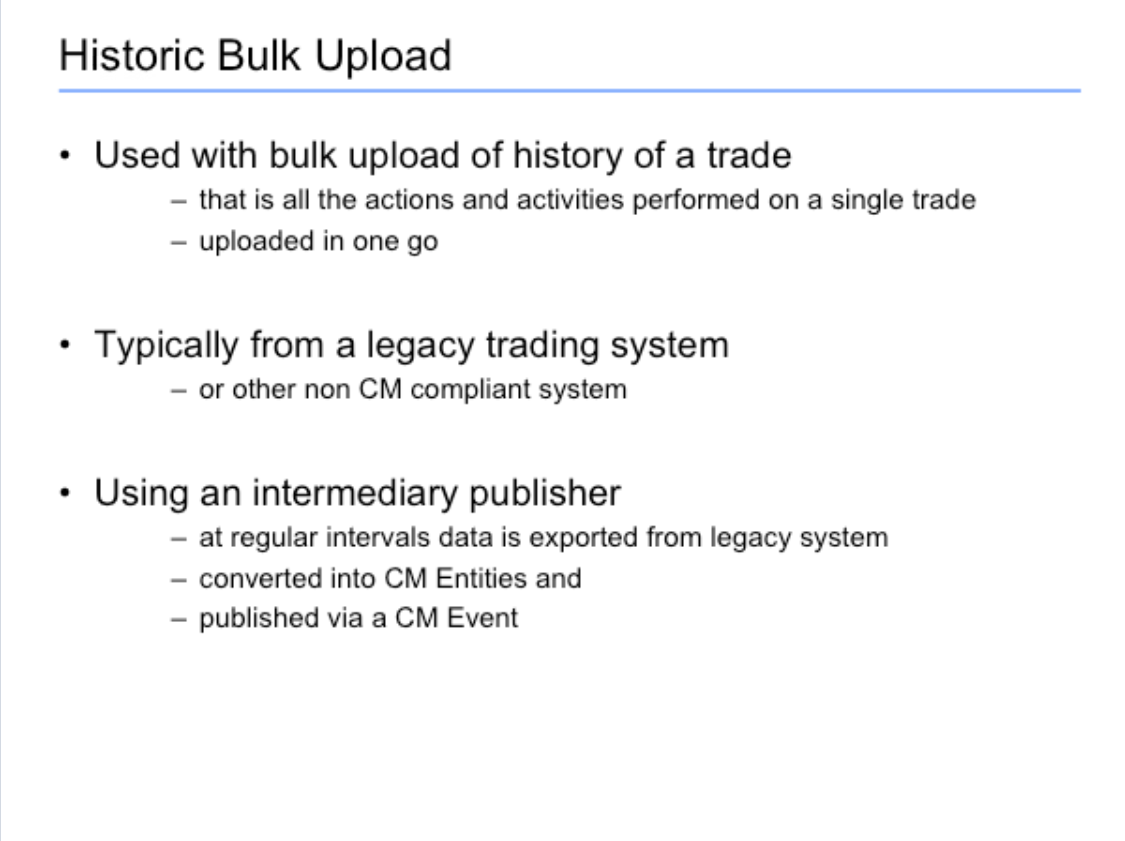 Historic Bulk Upload
• Used with bulk upload of history of a trade
– that is all the actions and activities performed on a single trade
– uploaded in one go
• Typically from a legacy trading system
– or other non CM compliant system
• Using an intermediary publisher
– at regular intervals data is exported from legacy system
– converted into CM Entities and
– published via a CM Event